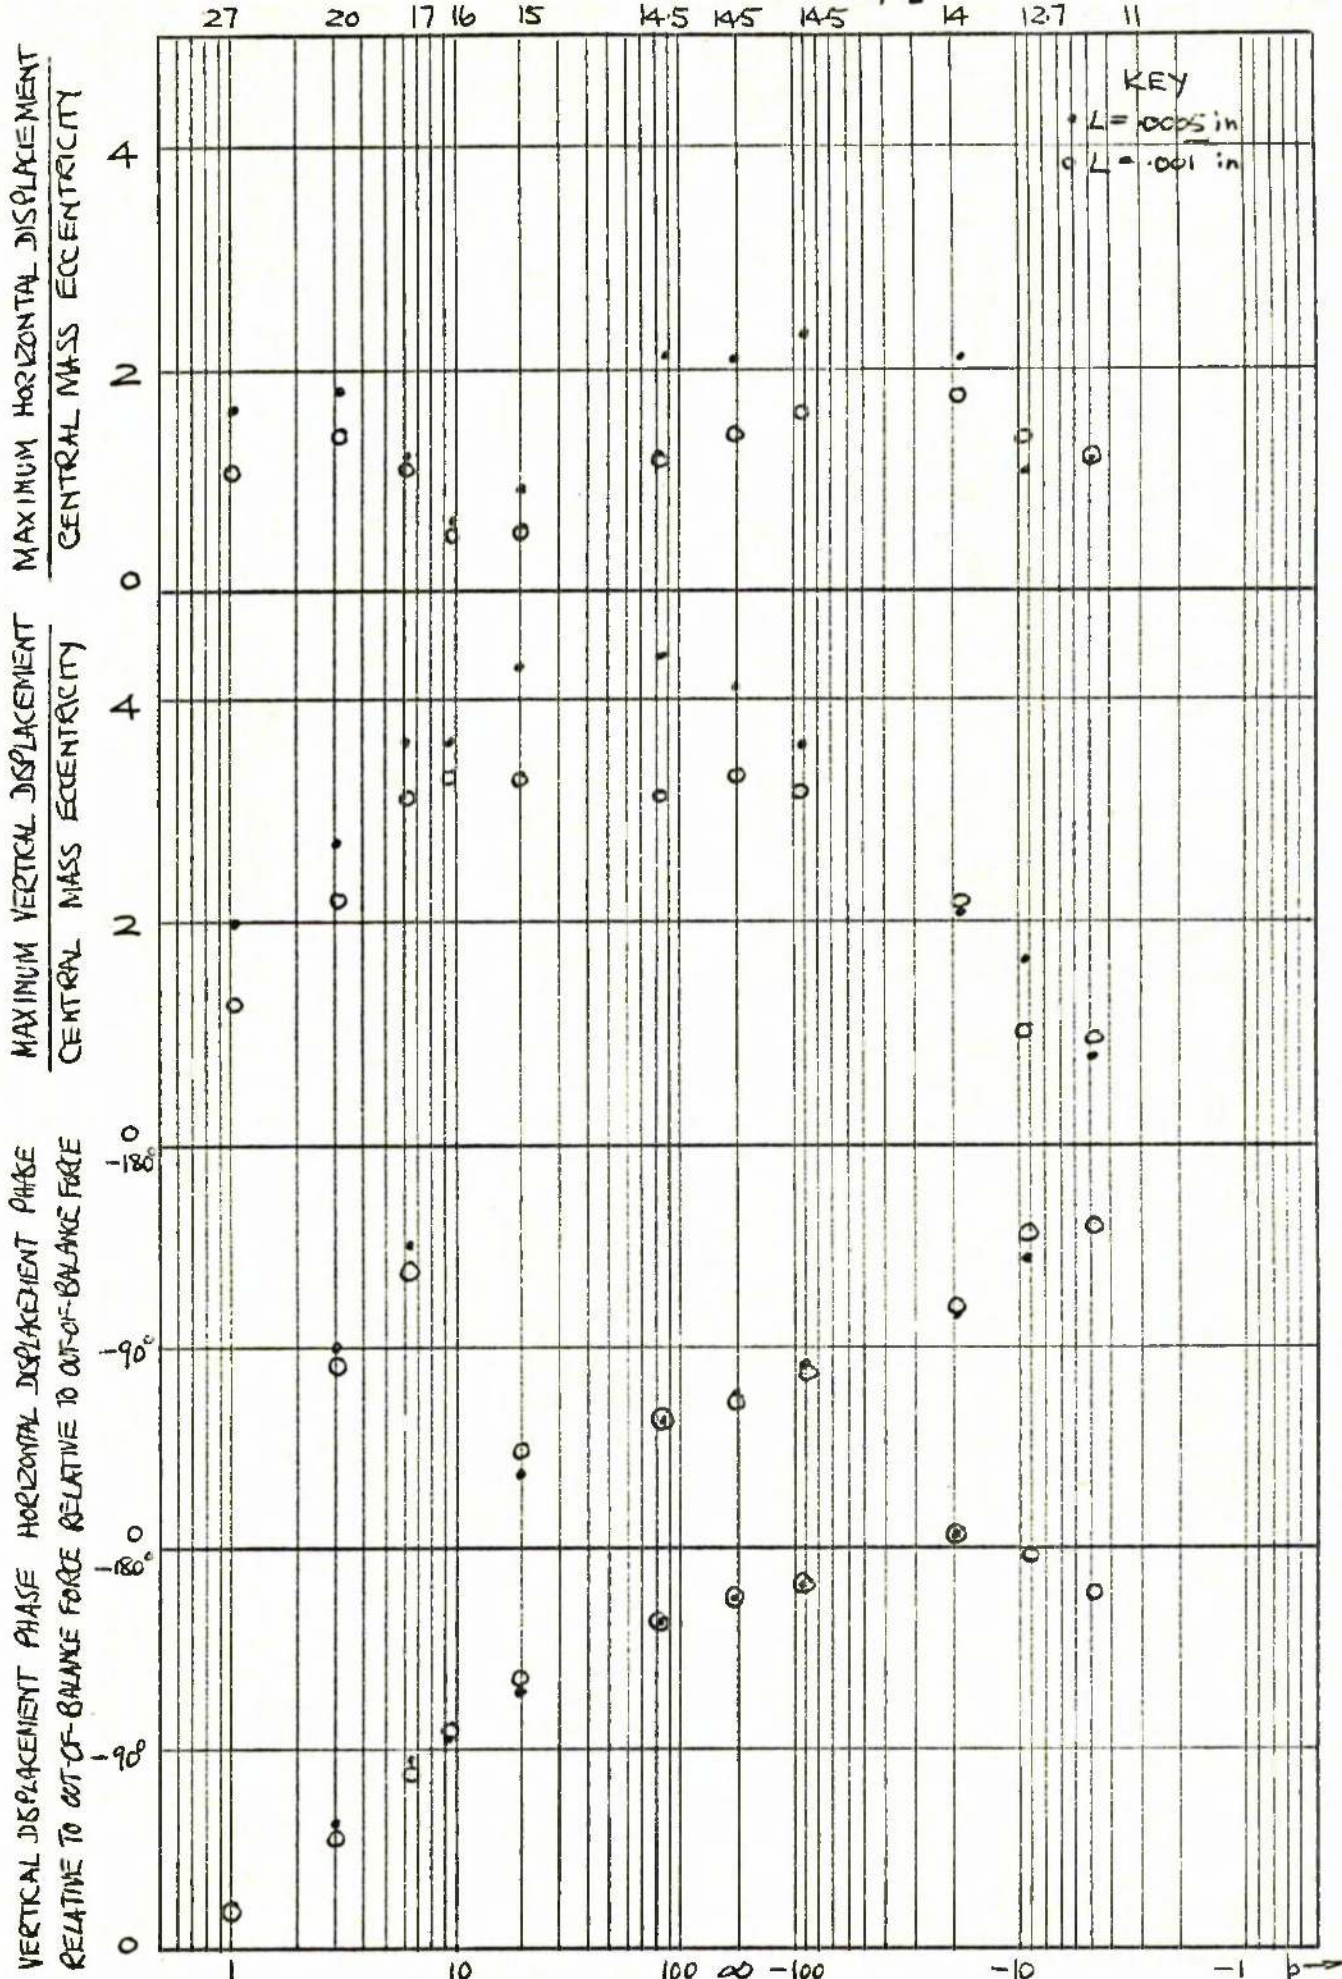 27 20 17 16 15 14.5 14.5 14.5 14 12.7 11
KEY
• L = .0005 in
o L = .001 in
MAXIMUM HORIZONTAL DISPLACEMENT
CENTRAL MASS ECCENTRICITY
4
2
0
MAXIMUM VERTICAL DISPLACEMENT
CENTRAL MASS ECCENTRICITY
4
2
0
HORIZONTAL DISPLACEMENT PHASE
RELATIVE TO OUT-OF-BALANCE FORCE
-180°
-90°
0
VERTICAL DISPLACEMENT PHASE
RELATIVE TO OUT-OF-BALANCE FORCE
-180°
-90°
0
1 10 100 ∞ -100 -10 -1